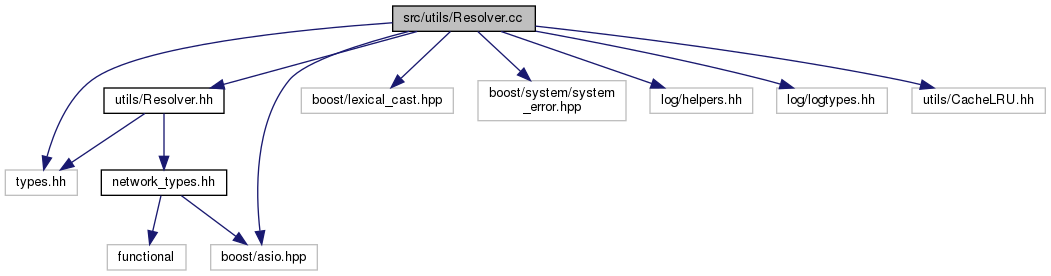 src/utils/Resolver.cc
utils/Resolver.hh
boost/lexical_cast.hpp
boost/system/system
_error.hpp
log/helpers.hh
log/logtypes.hh
utils/CacheLRU.hh
types.hh
network_types.hh
functional
boost/asio.hpp